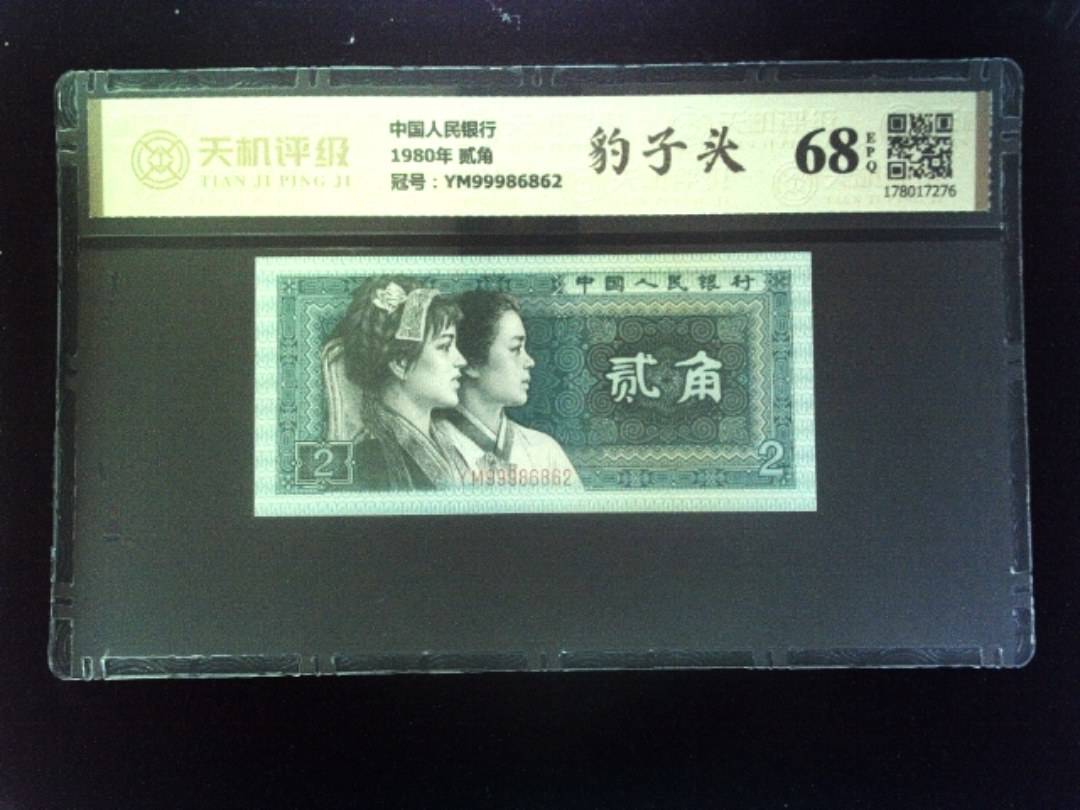 天机评级
TIAN JI PING JI
中国人民银行
1980年 贰角
冠号：YM99986862
豹子头
68
EPQ
178017276
中国人民银行
贰角
2
YM99986862
2